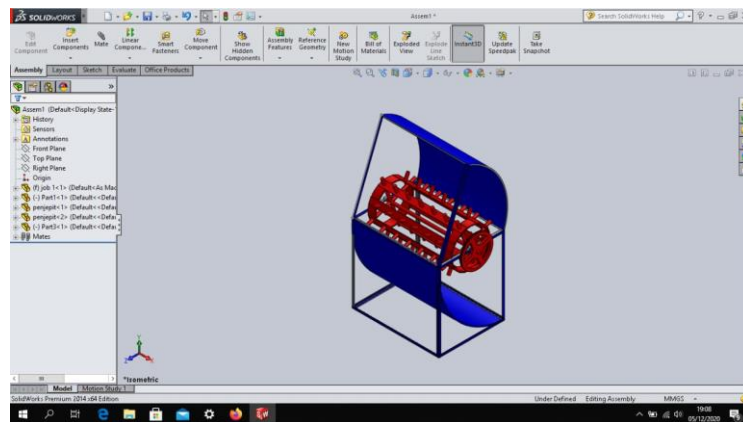 SOLIDWORKS
Assem1 *
Search SolidWorks Help
Edit Component
Insert Components
Mate
Linear Compone...
Smart Fasteners
Move Component
Show Hidden Components
Assembly Features
Reference Geometry
New Motion Study
Bill of Materials
Exploded View
Explode Line Sketch
Instant3D
Update Speedpak
Take Snapshot
Assembly Layout Sketch Evaluate Office Products
Assem1 (Default<Display State-
History
Sensors
Annotations
Front Plane
Top Plane
Right Plane
Origin
(f) job 1<1> (Default<As Mac
(-) Part1<1> (Default<<Defau
penjepit<1> (Default<<Defau
penjepit<2> (Default<<Defau
(-) Part3<1> (Default<<Defau
Mates
*Isometric
Model Motion Study 1
SolidWorks Premium 2014 x64 Edition
Under Defined Editing Assembly MMGS
19:08
05/12/2020